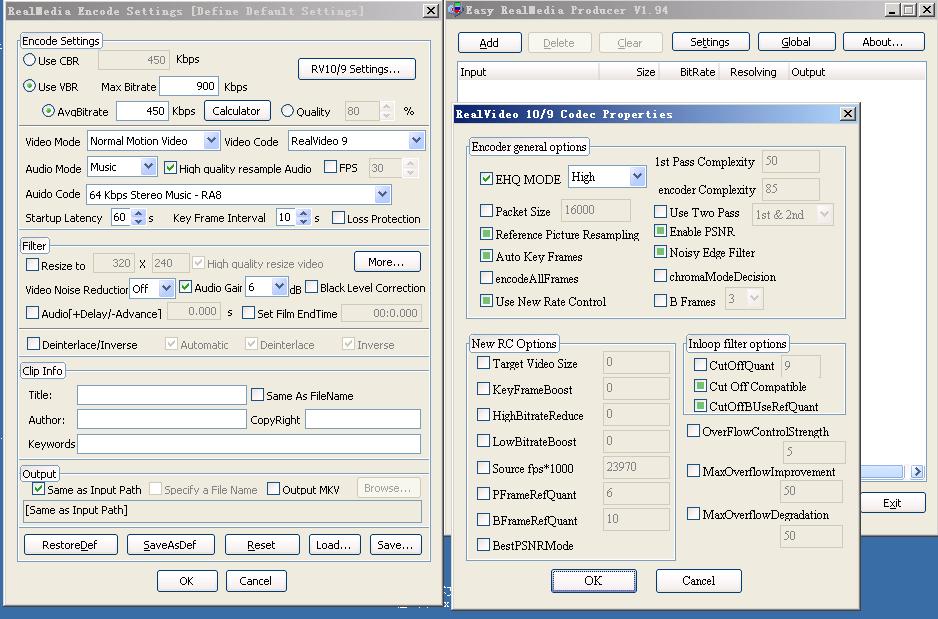 RealMedia Encode Settings [Define Default Settings]
Encode Settings
Use CBR 450 Kbps
RV10/9 Settings...
Use VBR Max Bitrate 900 Kbps
AvgBitrate 450 Kbps Calculator Quality 80 %
Video Mode Normal Motion Video Video Code RealVideo 9
Audio Mode Music High quality resample Audio FPS 30
Auido Code 64 Kbps Stereo Music - RA8
Startup Latency 60 s Key Frame Interval 10 s Loss Protection
Filter
Resize to 320 X 240 High quality resize video More...
Video Noise Reduction Off Audio Gain 6 dB Black Level Correction
Audio[+Delay/-Advance] 0.000 s Set Film EndTime 00:0.000
Deinterlace/Inverse Automatic Deinterlace Inverse
Clip Info
Title: Same As FileName
Author: CopyRight
Keywords
Output
Same as Input Path Specify a File Name Output MKV Browse...
[Same as Input Path]
RestoreDef SaveAsDef Reset Load... Save...
OK Cancel
Easy RealMedia Producer V1.94
Add Delete Clear Settings Global About...
Input Size BitRate Resolving Output
Exit
RealVideo 10/9 Codec Properties
Encoder general options
EHQ MODE High
1st Pass Complexity 50
encoder Complexity 85
Packet Size 16000
Use Two Pass 1st & 2nd
Reference Picture Resampling
Enable PSNR
Auto Key Frames
Noisy Edge Filter
encodeAllFrames
chromaModeDecision
Use New Rate Control
B Frames 3
New RC Options
Target Video Size 0
KeyFrameBoost 0
HighBitrateReduce 0
LowBitrateBoost 0
Source fps*1000 23970
PFrameRefQuant 6
BFrameRefQuant 10
BestPSNRMode
Inloop filter options
CutOffQuant 9
Cut Off Compatible
CutOffBUseRefQuant
OverFlowControlStrength
5
MaxOverflowImprovement
50
MaxOverflowDegradation
50
OK Cancel